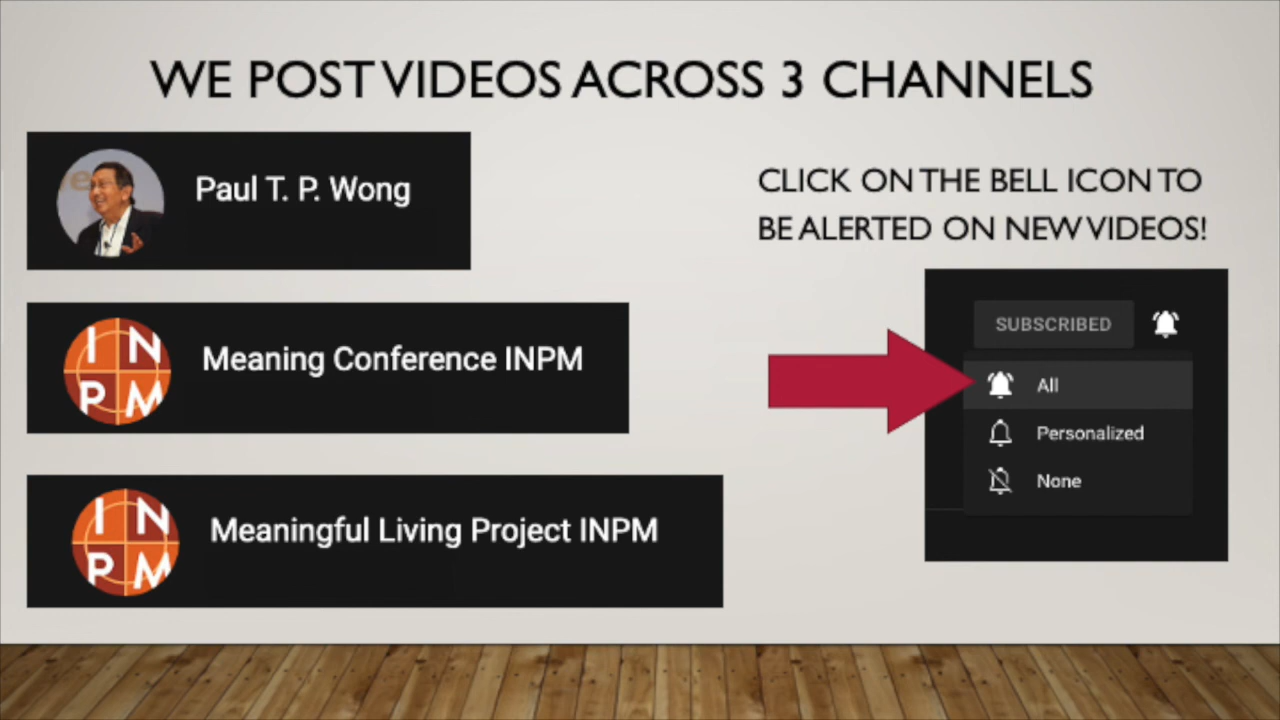 WE POST VIDEOS ACROSS 3 CHANNELS
Paul T. P. Wong
I N
P M
Meaning Conference INPM
I N
P M
Meaningful Living Project INPM
CLICK ON THE BELL ICON TO
BE ALERTED ON NEW VIDEOS!
SUBSCRIBED
All
Personalized
None